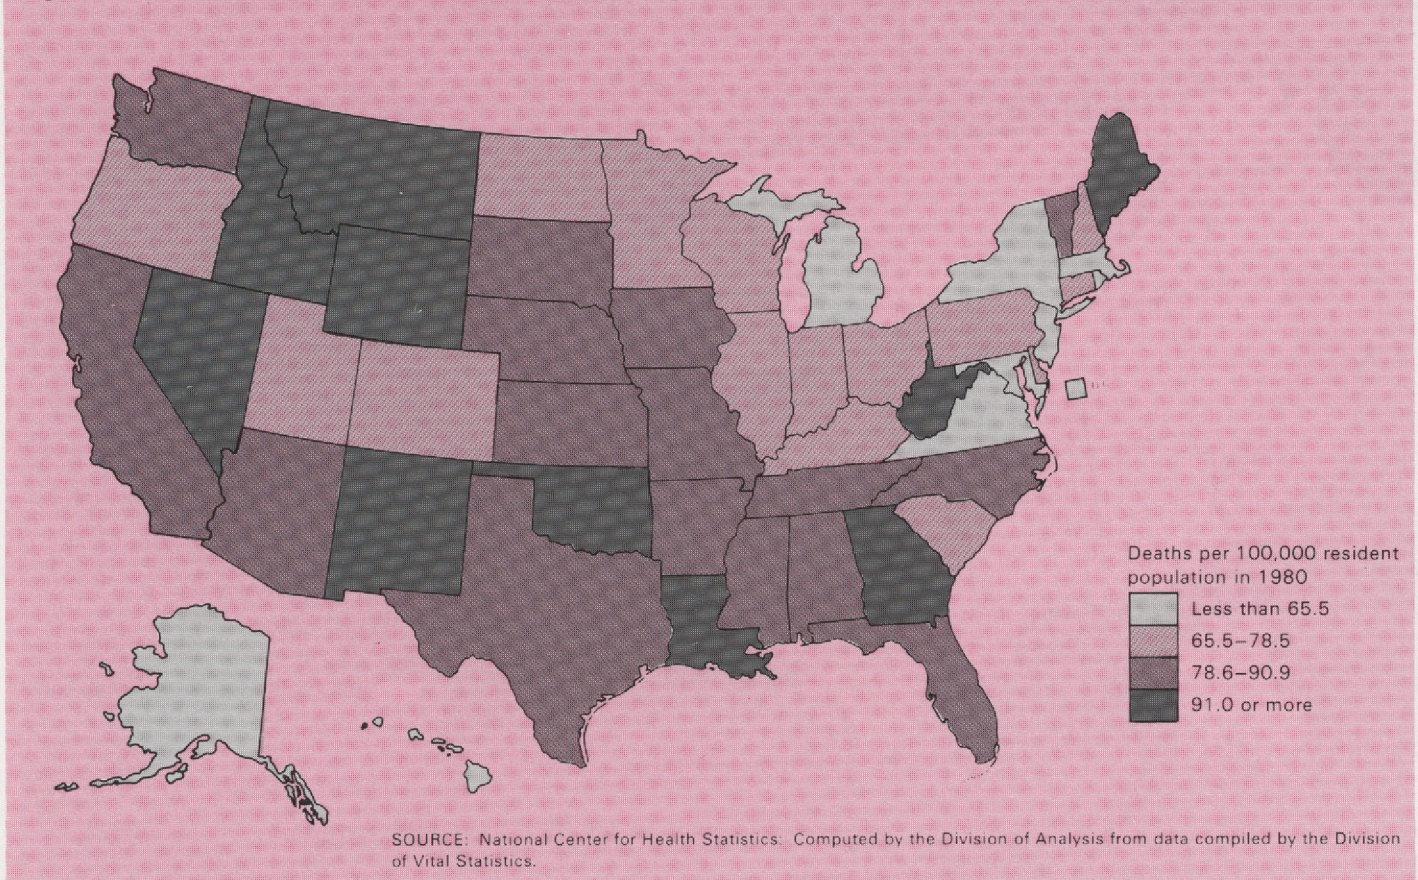 Deaths per 100,000 resident
population in 1980
Less than 65.5
65.5–78.5
78.6–90.9
91.0 or more
SOURCE: National Center for Health Statistics: Computed by the Division of Analysis from data compiled by the Division
of Vital Statistics.